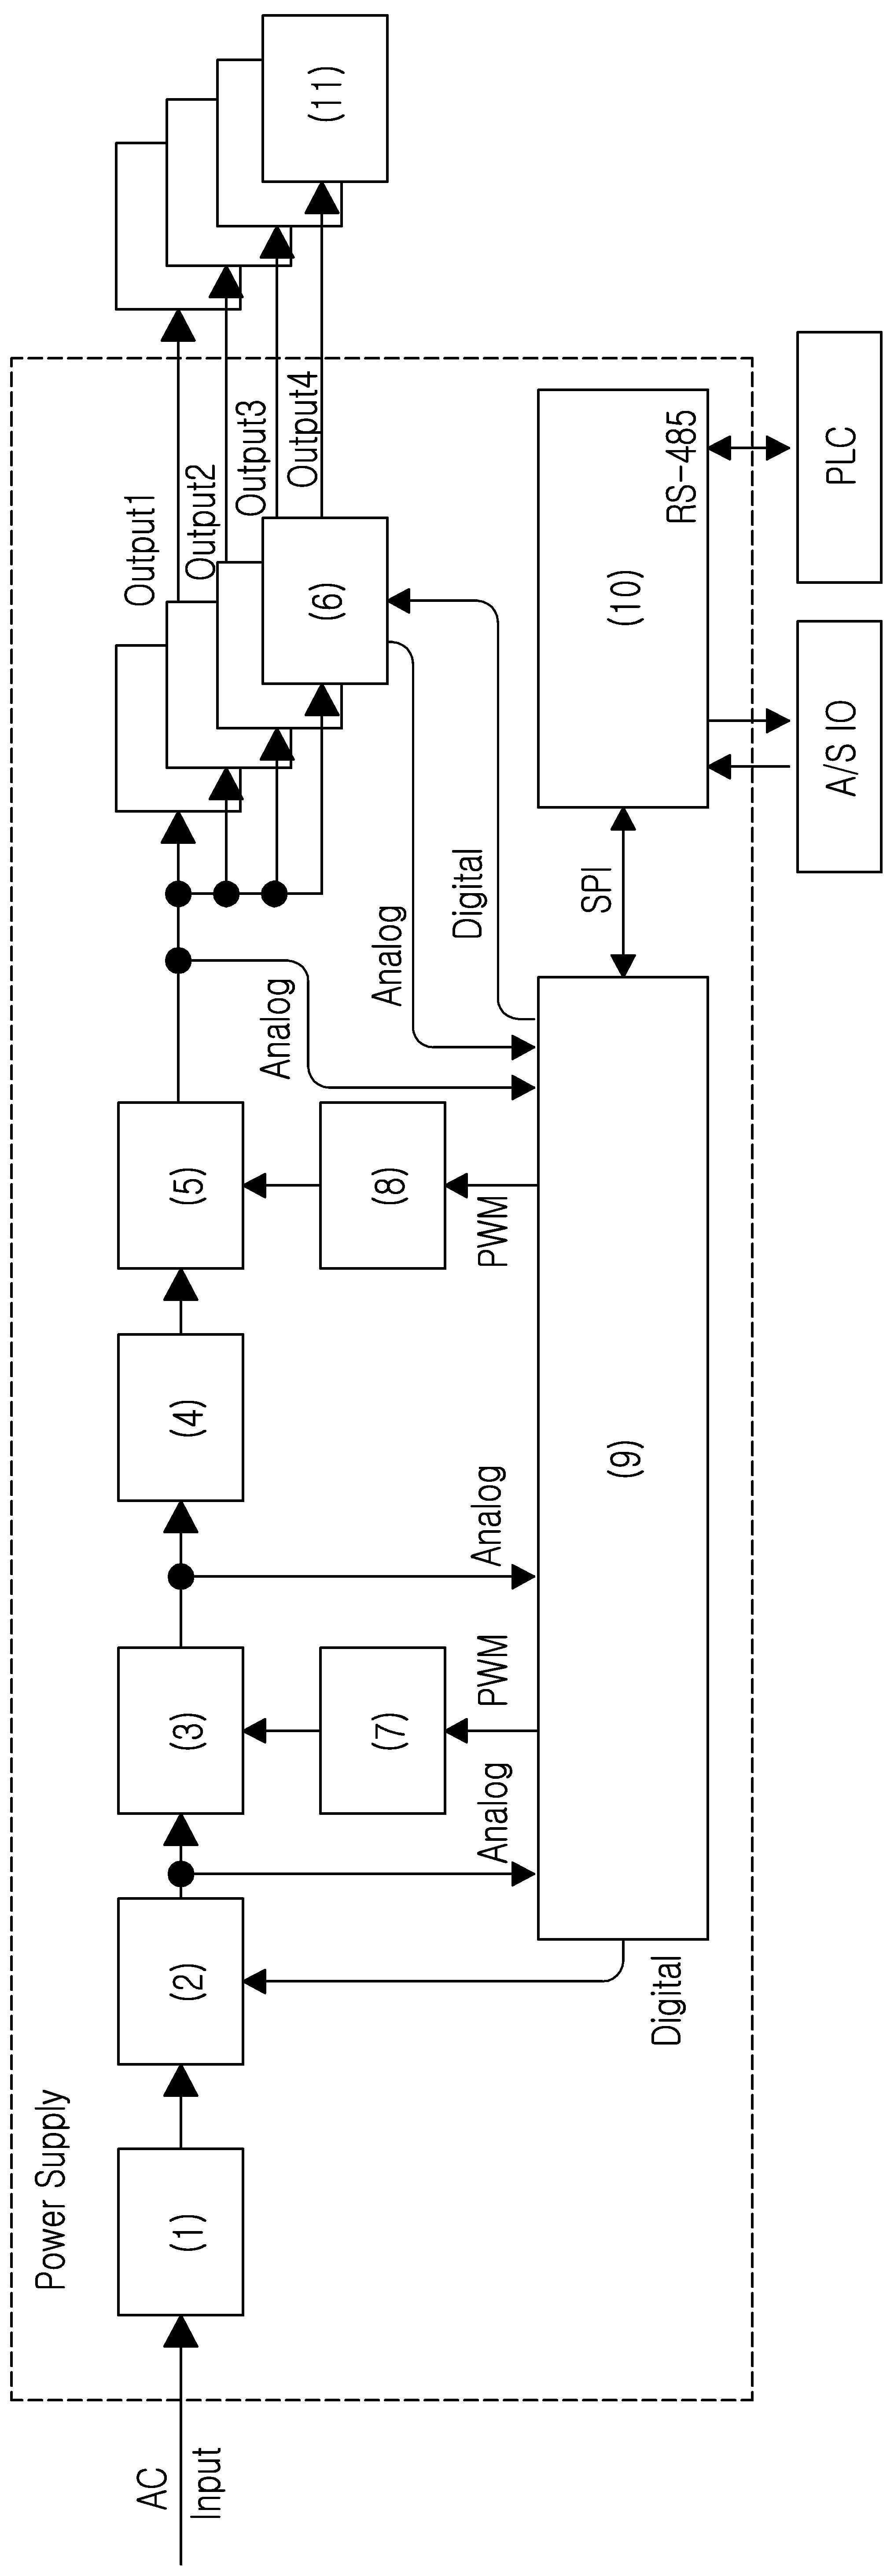 Power Supply
AC
Input
(1)
(2)
(3)
(4)
(5)
Output1
Output2
Output3
Output4
(6)
(11)
(7)
(8)
Analog
PWM
Analog
PWM
Analog
Analog
Digital
Digital
(9)
SPI
(10)
RS-485
A/S IO
PLC